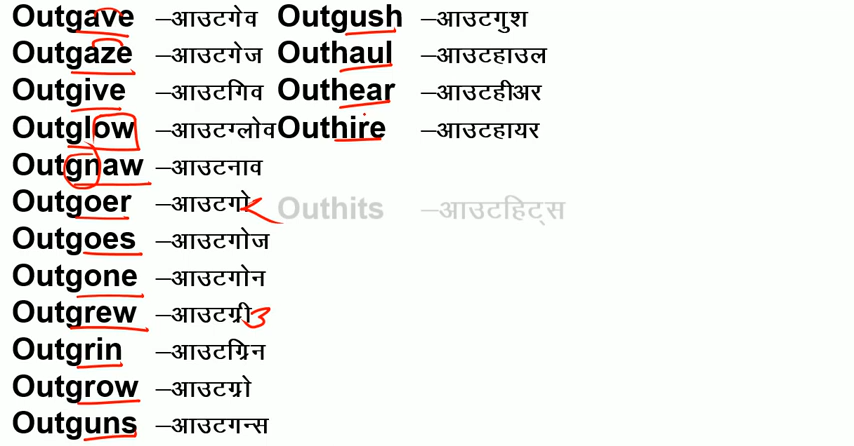 Outgave –आउटगेव
Outgaze –आउटगेज
Outgive –आउटगिव
Outglow –आउटग्लोव
Outgnaw –आउटनाव
Outgoer –आउटगो
Outgoes –आउटगोज
Outgone –आउटगोन
Outgrew –आउटग्री
Outgrin –आउटग्रिन
Outgrow –आउटग्रो
Outguns –आउटगन्स
Outgush –आउटगुश
Outhaul –आउटहाउल
Outhear –आउटहीअर
Outhire –आउटहायर
Outhits –आउटहिट्स